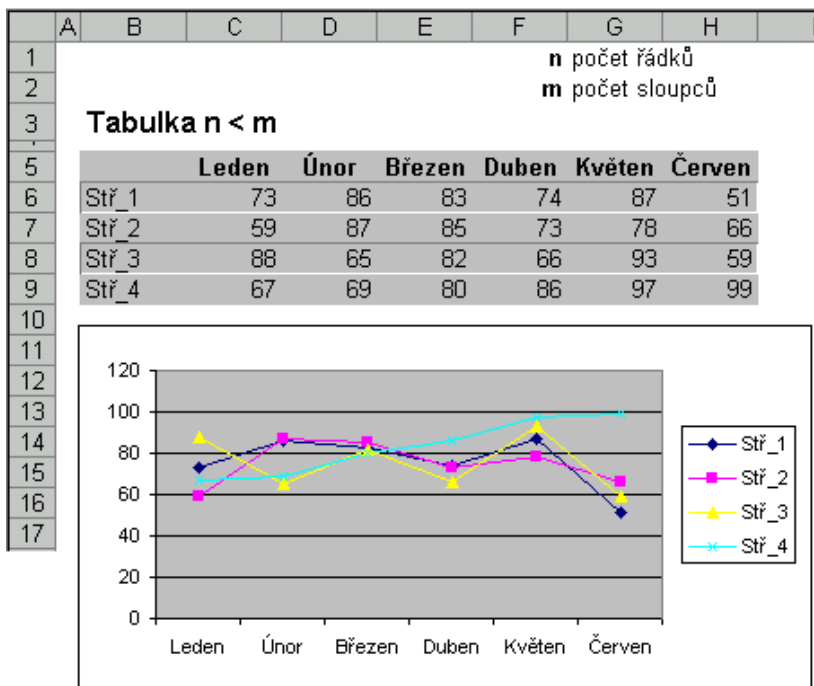 A B C D E F G H
1 n počet řádků
2 m počet sloupců
3 Tabulka n < m
5 Leden Únor Březen Duben Květen Červen
6 Stř_1 73 86 83 74 87 51
7 Stř_2 59 87 85 73 78 66
8 Stř_3 88 65 82 66 93 59
9 Stř_4 67 69 80 86 97 99
10
11
12
13
14
15
16
17
120
100
80
60
40
20
0
Leden Únor Březen Duben Květen Červen
Stř_1
Stř_2
Stř_3
Stř_4